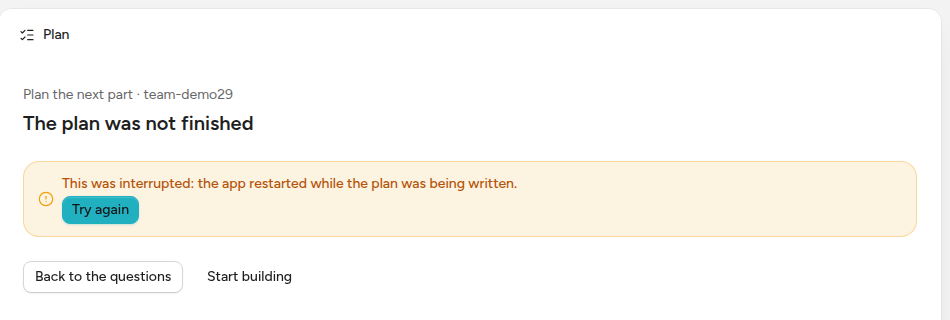 Plan
Plan the next part · team-demo29
The plan was not finished
This was interrupted: the app restarted while the plan was being written.
Try again
Back to the questions
Start building